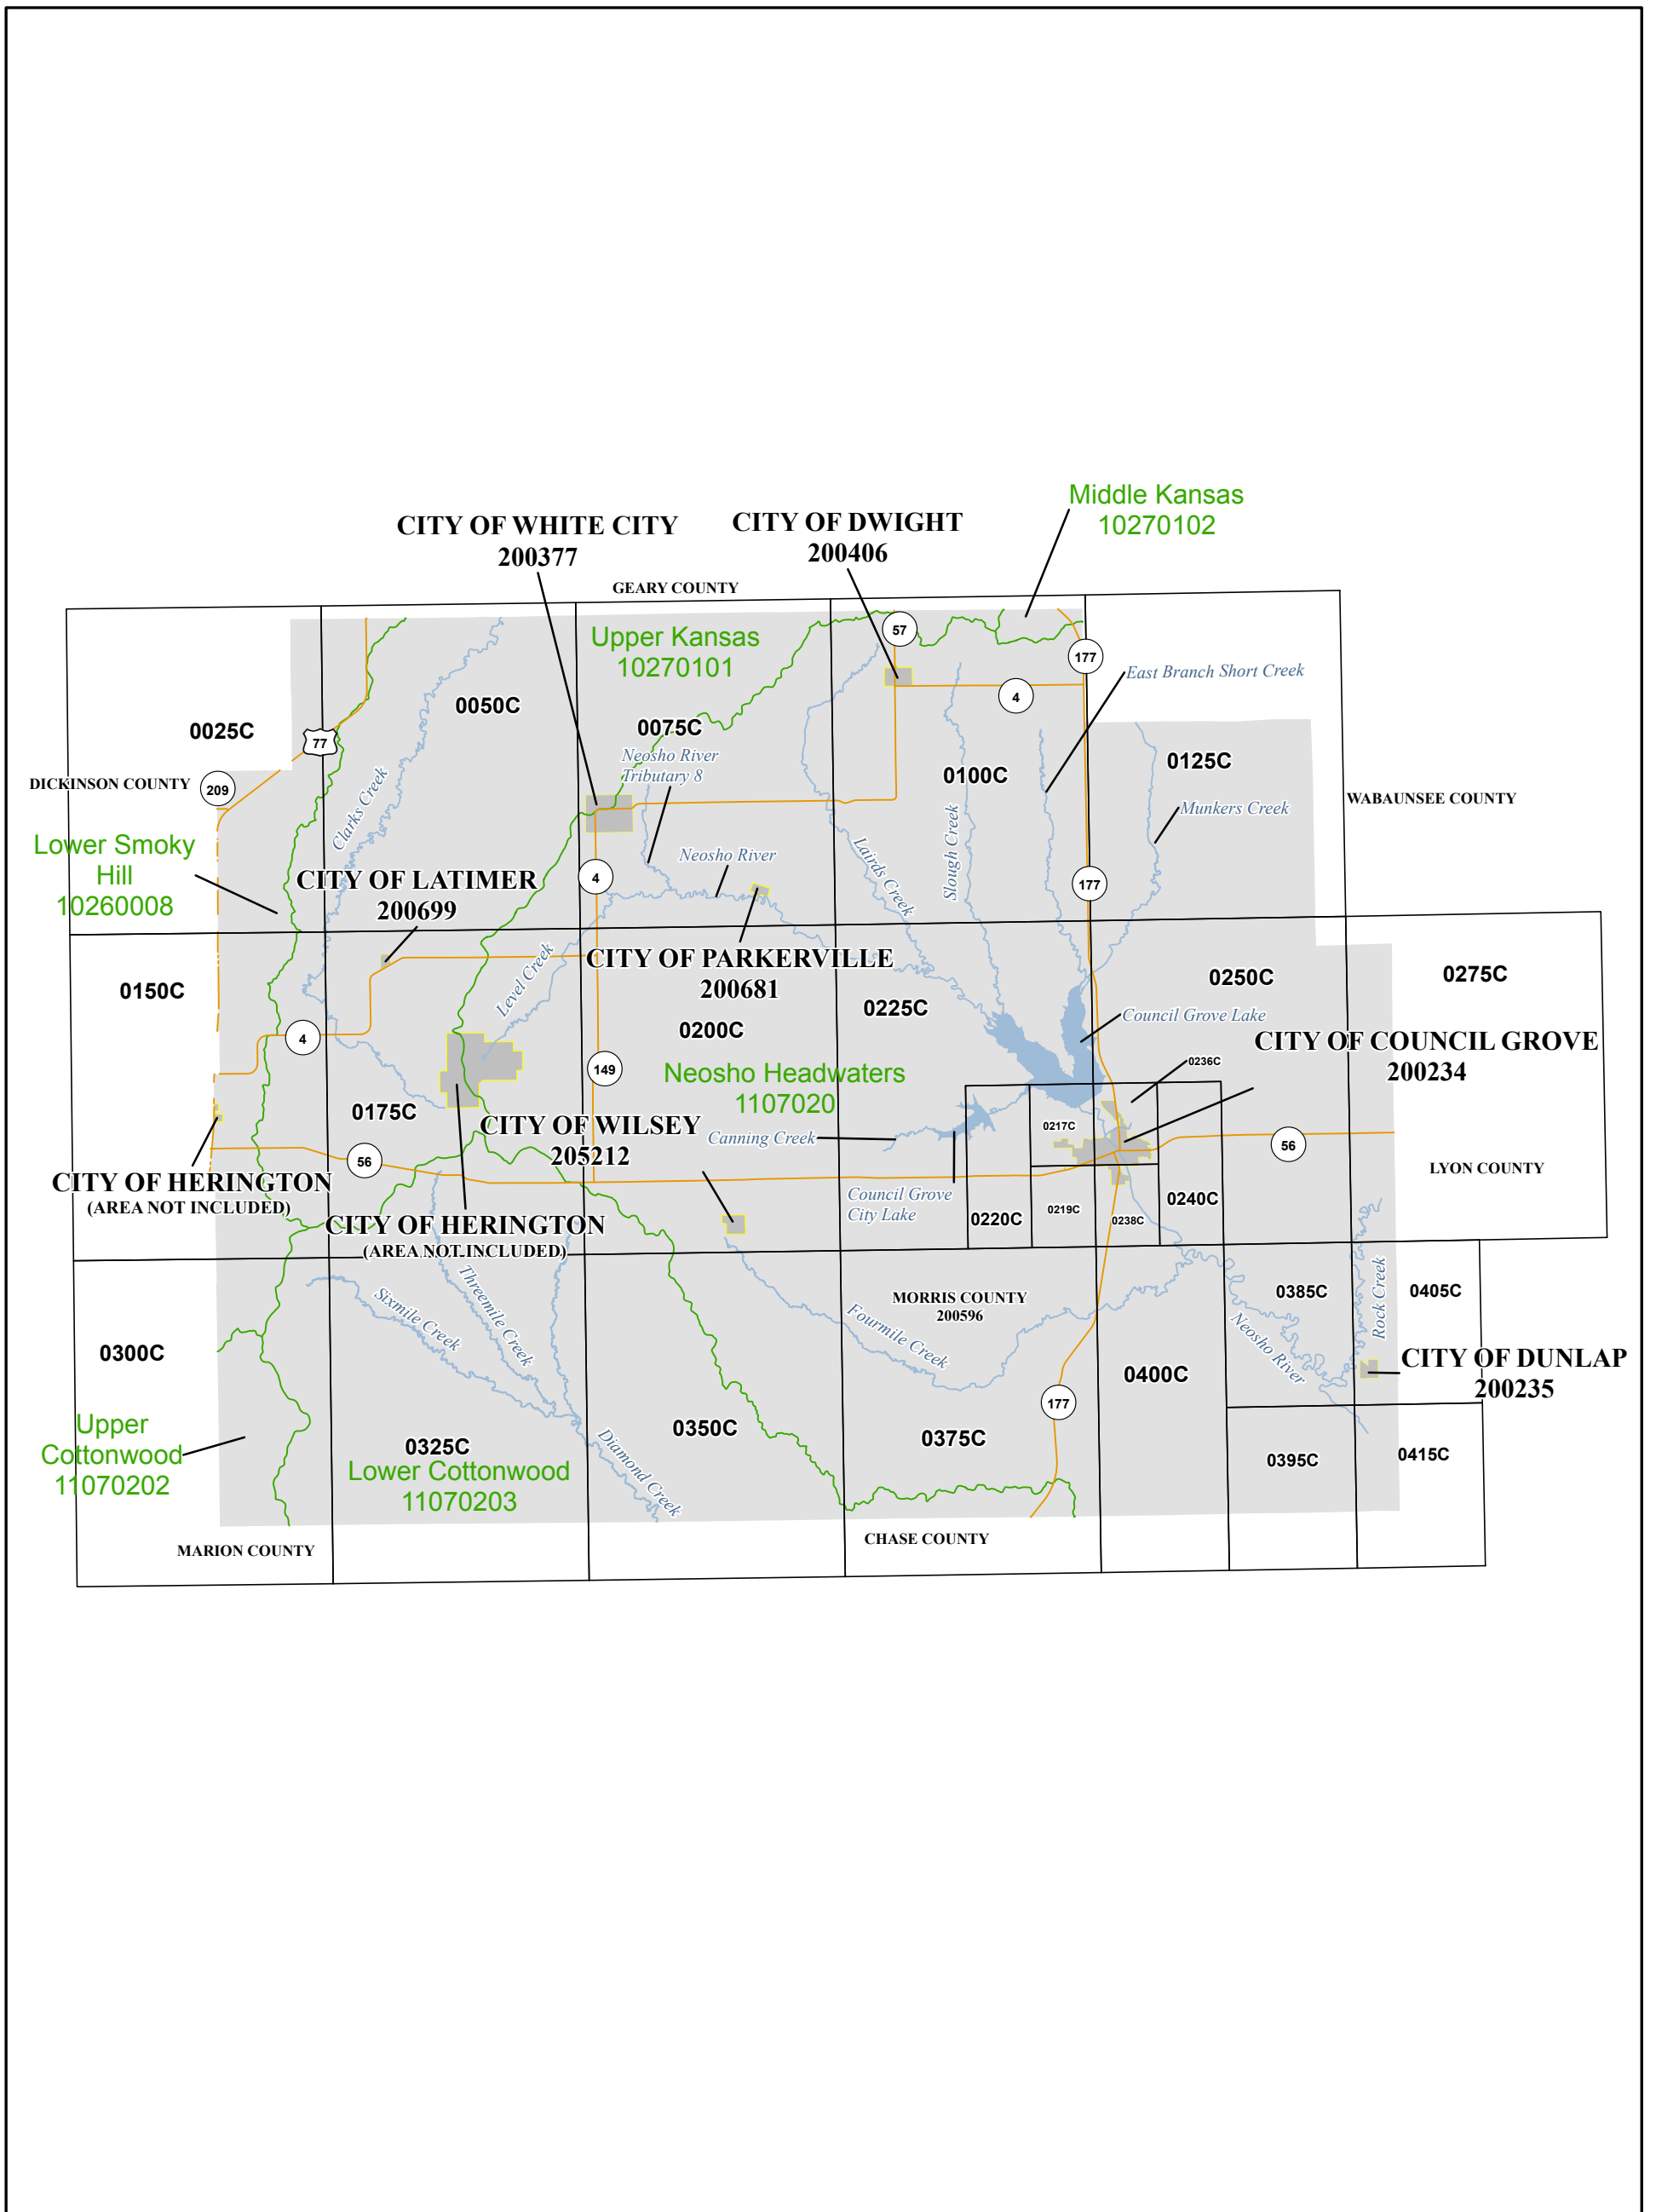 Middle Kansas
10270102
CITY OF WHITE CITY
200377
CITY OF DWIGHT
200406
GEARY COUNTY
Upper Kansas
10270101
57
177
East Branch Short Creek
4
0050C
0025C
77
0075C
Neosho River
Tributary 8
0100C
0125C
DICKINSON COUNTY
209
WABAUNSEE COUNTY
Clarks Creek
Munkers Creek
Lower Smoky
Hill
10260008
Neosho River
Lairds Creek
Slough Creek
4
177
CITY OF LATIMER
200699
Level Creek
CITY OF PARKERVILLE
200681
0150C
0200C
0225C
0250C
0275C
4
Council Grove Lake
CITY OF COUNCIL GROVE
200234
0236C
149
Neosho Headwaters
1107020
0175C
0217C
CITY OF WILSEY
205212
Canning Creek
56
56
LYON COUNTY
CITY OF HERINGTON
(AREA NOT INCLUDED)
Council Grove
City Lake
0220C
0219C
0238C
0240C
CITY OF HERINGTON
(AREA NOT INCLUDED)
Sixmile Creek
Threemile Creek
MORRIS COUNTY
200596
Fourmile Creek
Neosho River
0385C
Rock Creek
0405C
0300C
CITY OF DUNLAP
200235
0400C
177
Upper
Cottonwood
11070202
0325C
Lower Cottonwood
11070203
0350C
Diamond Creek
0375C
0395C
0415C
MARION COUNTY
CHASE COUNTY